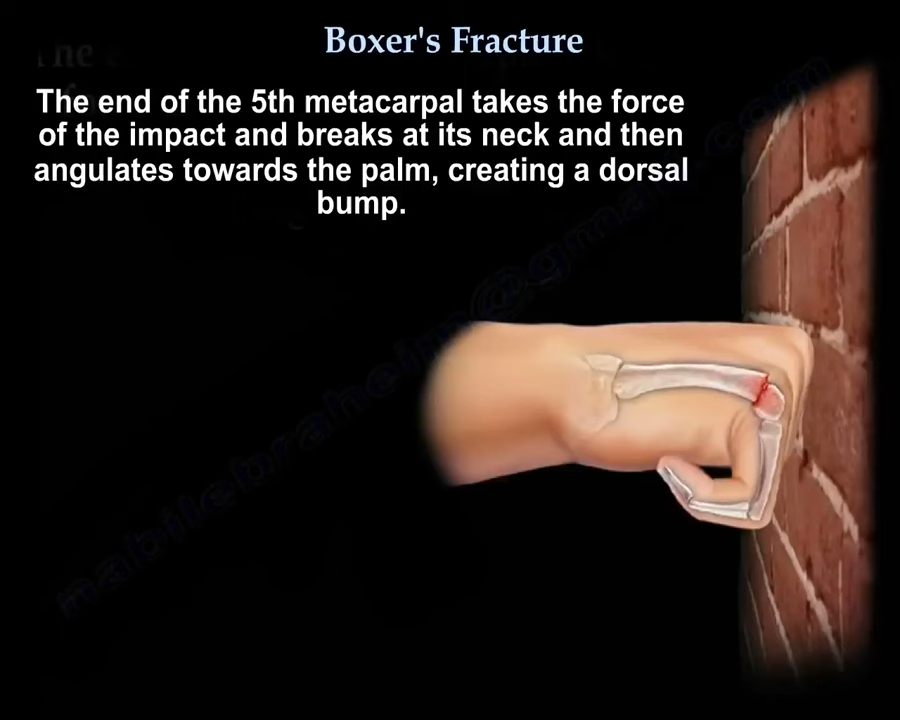 Boxer's Fracture
The end of the 5th metacarpal takes the force
of the impact and breaks at its neck and then
angulates towards the palm, creating a dorsal
bump.